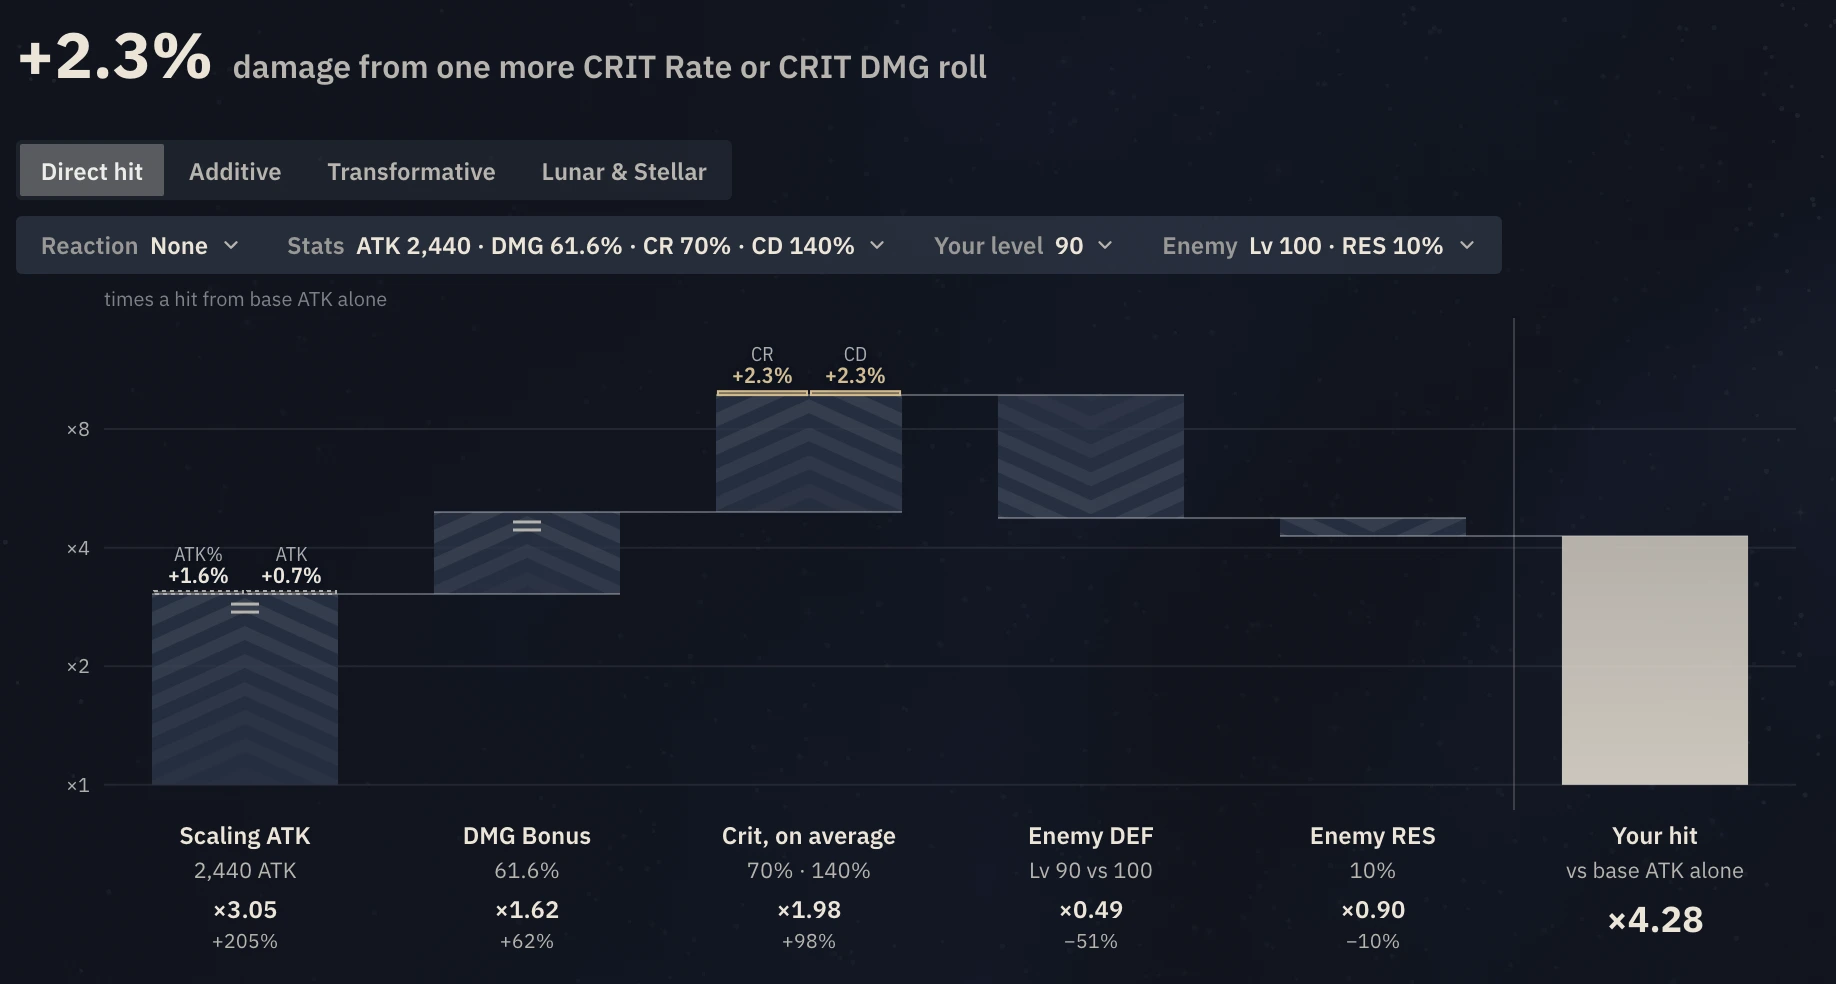 +2.3% damage from one more CRIT Rate or CRIT DMG roll
Direct hit Additive Transformative Lunar & Stellar
Reaction None Stats ATK 2,440 · DMG 61.6% · CR 70% · CD 140% Your level 90 Enemy Lv 100 · RES 10%
times a hit from base ATK alone
CR CD
+2.3% +2.3%
×8
×4
ATK% ATK
+1.6% +0.7%
×2
×1
Scaling ATK DMG Bonus Crit, on average Enemy DEF Enemy RES Your hit
2,440 ATK 61.6% 70% · 140% Lv 90 vs 100 10% vs base ATK alone
×3.05 ×1.62 ×1.98 ×0.49 ×0.90 ×4.28
+205% +62% +98% −51% −10%